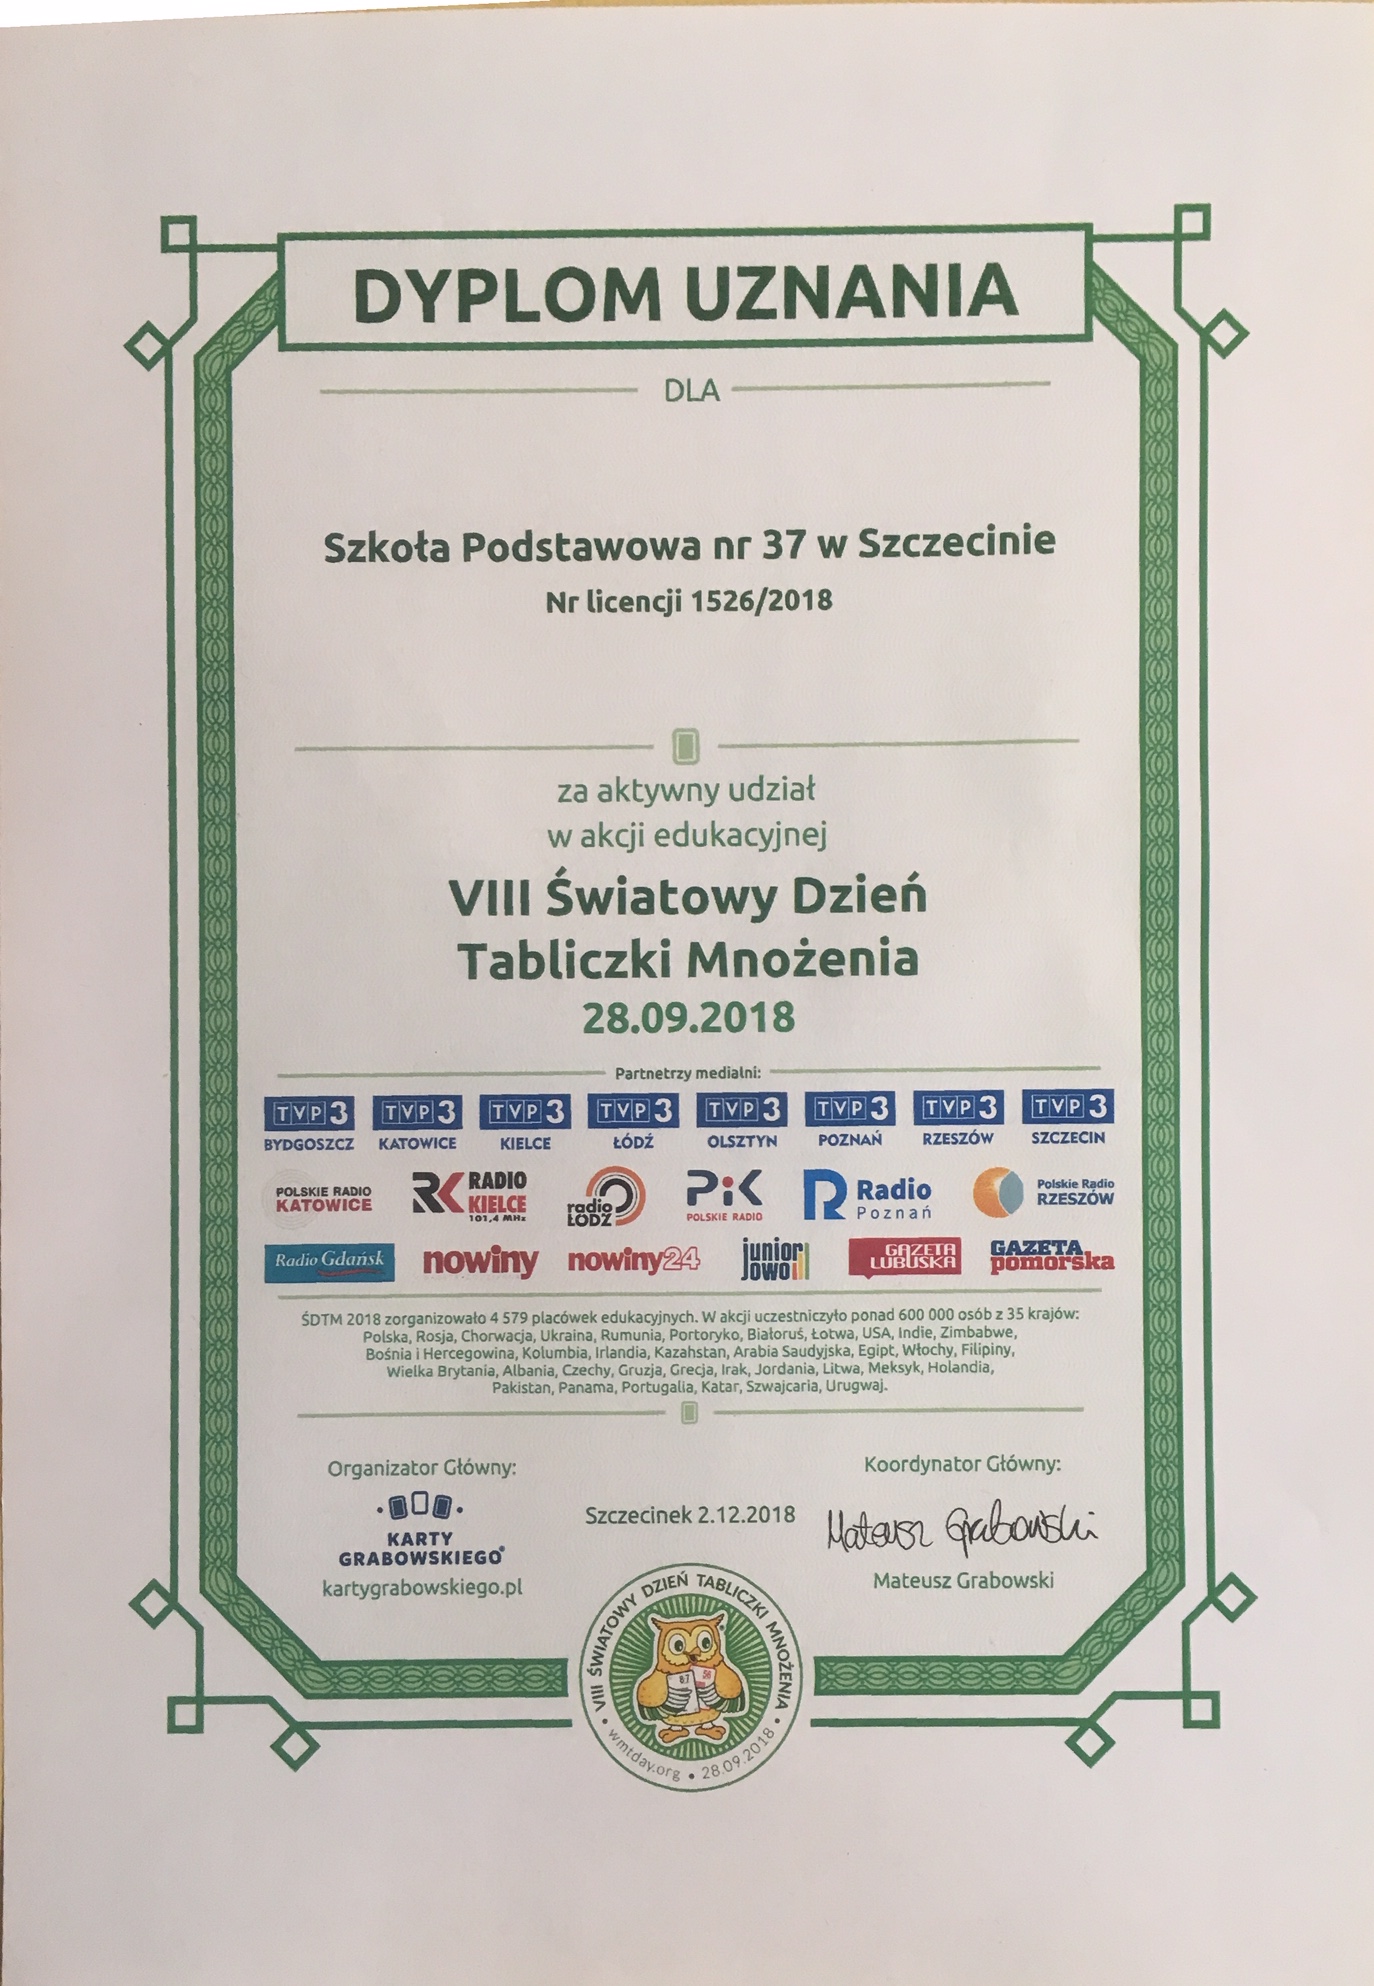 DYPLOM UZNANIA
DLA
Szkoła Podstawowa nr 37 w Szczecinie
Nr licencji 1526/2018
za aktywny udział
w akcji edukacyjnej
VIII Światowy Dzień
Tabliczki Mnożenia
28.09.2018
Partnetrzy medialni:
TVP3 TVP3 TVP3 TVP3 TVP3 TVP3 TVP3 TVP3
BYDGOSZCZ KATOWICE KIELCE ŁÓDŹ OLSZTYN POZNAŃ RZESZÓW SZCZECIN
POLSKIE RADIO KATOWICE
RK RADIO KIELCE 101,4 MHz
radio ŁÓDŹ
PiK POLSKIE RADIO
R Radio Poznań
Polskie Radio RZESZÓW
Radio Gdańsk nowiny nowiny24 juniorowo GAZETA LUBUSKA GAZETA pomorska
ŚDTM 2018 zorganizowało 4 579 placówek edukacyjnych. W akcji uczestniczyło ponad 600 000 osób z 35 krajów:
Polska, Rosja, Chorwacja, Ukraina, Rumunia, Portoryko, Białoruś, Łotwa, USA, Indie, Zimbabwe,
Bośnia i Hercegowina, Kolumbia, Irlandia, Kazahstan, Arabia Saudyjska, Egipt, Włochy, Filipiny,
Wielka Brytania, Albania, Czechy, Gruzja, Grecja, Irak, Jordania, Litwa, Meksyk, Holandia,
Pakistan, Panama, Portugalia, Katar, Szwajcaria, Urugwaj.
Organizator Główny:
KARTY
GRABOWSKIEGO®
kartygrabowskiego.pl
Szczecinek 2.12.2018
Koordynator Główny:
Mateusz Grabowski
Mateusz Grabowski
VIII ŚWIATOWY DZIEŃ TABLICZKI MNOŻENIA
8·7 56
wmtday.org • 28.09.2018